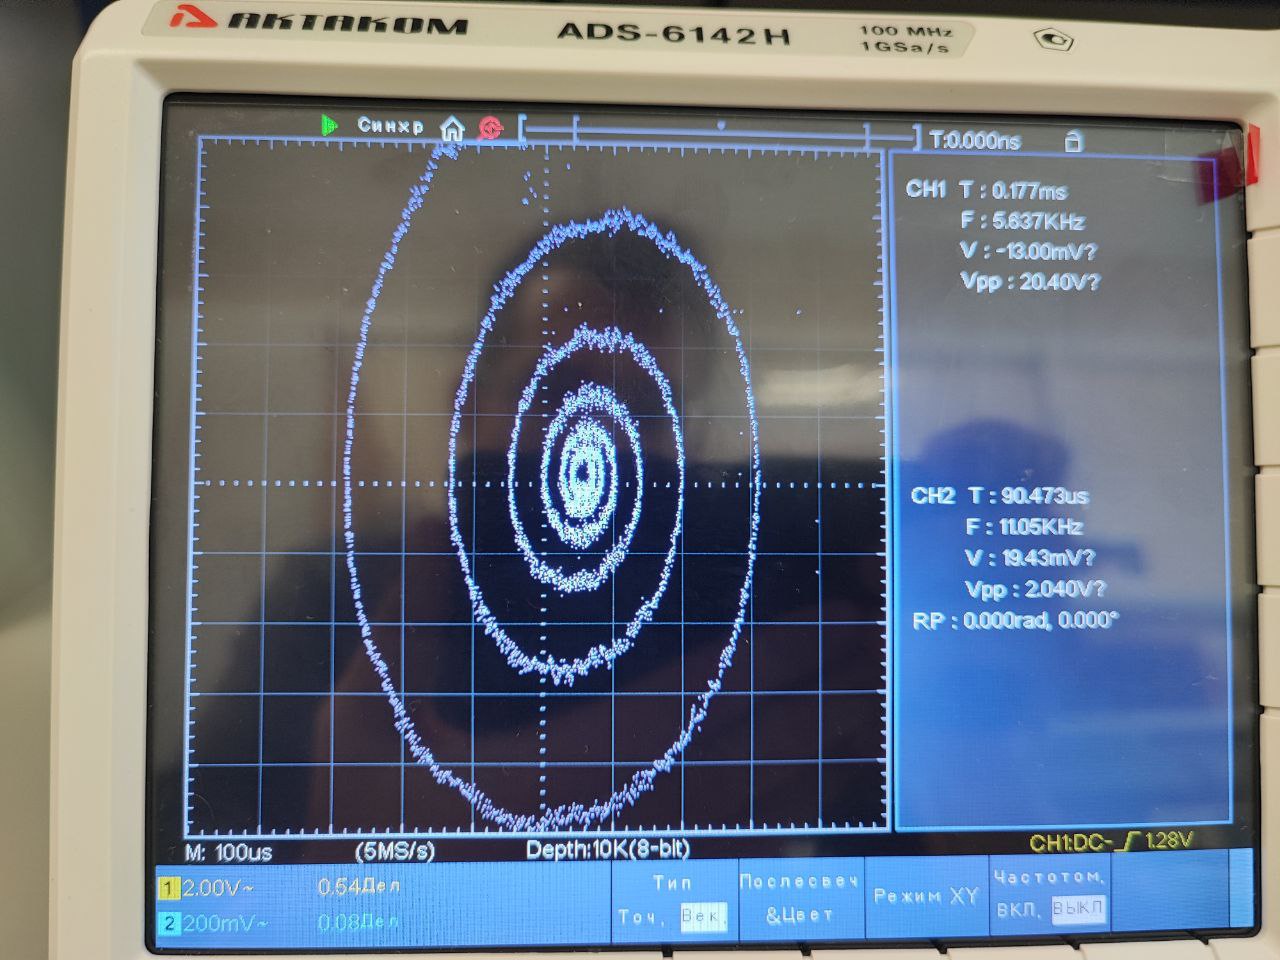 AKTAKOM ADS-6142H 100 MHz
1GSa/s
Синхр T:0.000ns
CH1 T : 0.177ms
F : 5.637KHz
V : -13.00mV?
Vpp : 20.40V?
CH2 T : 90.473us
F : 11.05KHz
V : 19.43mV?
Vpp : 2.040V?
RP : 0.000rad, 0.000°
M: 100us (5MS/s) Depth:10K(8-bit) CH1:DC- 1.28V
1 2.00V~ 0.54Дел
2 200mV~ 0.08Дел
Тип
Точ. Век.
Послесвеч
&Цвет
Режим XY
Частотом.
ВКЛ. ВЫКЛ